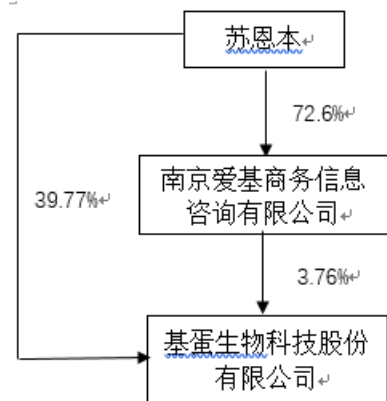 苏恩本
72.6%
南京爱基商务信息
咨询有限公司
39.77%
3.76%
基蛋生物科技股份
有限公司